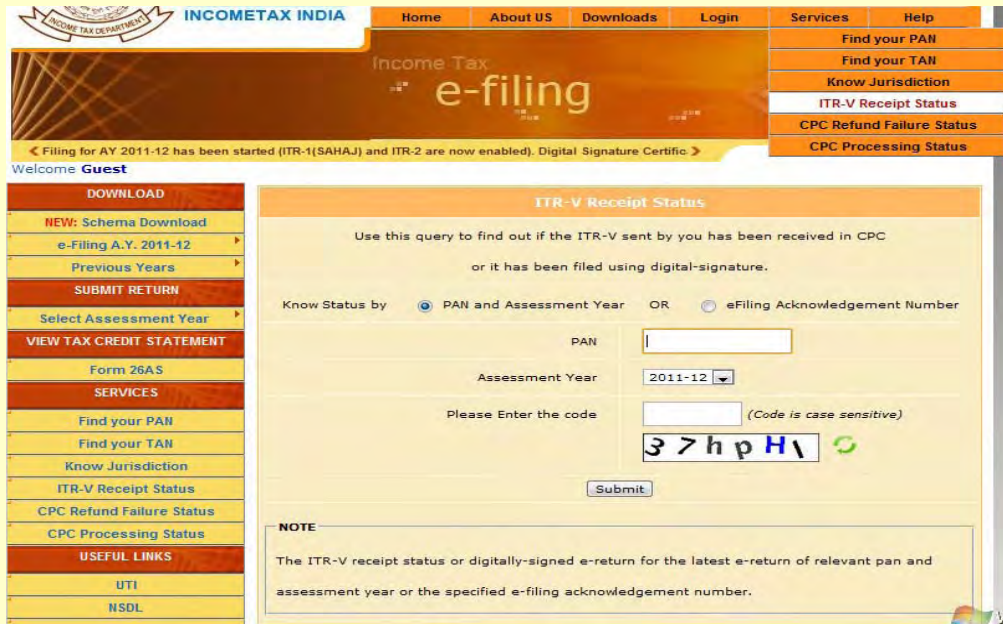 INCOME TAX DEPARTMENT
INCOMETAX INDIA
Home About US Downloads Login Services Help
Find your PAN
Find your TAN
Know Jurisdiction
ITR-V Receipt Status
CPC Refund Failure Status
CPC Processing Status
Income Tax
e-filing
Filing for AY 2011-12 has been started (ITR-1(SAHAJ) and ITR-2 are now enabled). Digital Signature Certific
Welcome Guest
DOWNLOAD
NEW: Schema Download
e-Filing A.Y. 2011-12
Previous Years
SUBMIT RETURN
Select Assessment Year
VIEW TAX CREDIT STATEMENT
Form 26AS
SERVICES
Find your PAN
Find your TAN
Know Jurisdiction
ITR-V Receipt Status
CPC Refund Failure Status
CPC Processing Status
USEFUL LINKS
UTI
NSDL
ITR-V Receipt Status
Use this query to find out if the ITR-V sent by you has been received in CPC
or it has been filed using digital-signature.
Know Status by PAN and Assessment Year OR eFiling Acknowledgement Number
PAN
Assessment Year 2011-12
Please Enter the code (Code is case sensitive)
Submit
NOTE
The ITR-V receipt status or digitally-signed e-return for the latest e-return of relevant pan and
assessment year or the specified e-filing acknowledgement number.